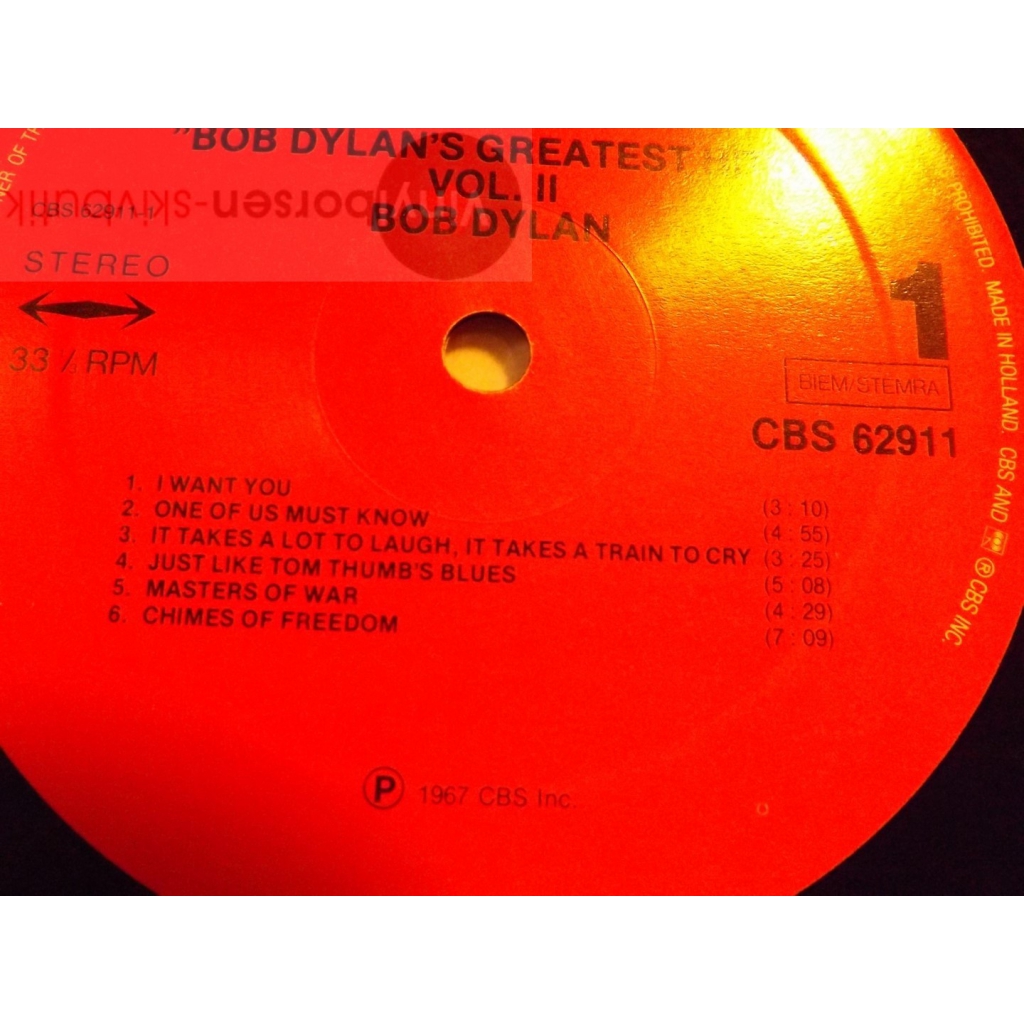 "BOB DYLAN'S GREATEST
VOL. II
BOB DYLAN
vinylborsen-skivbutik
CBS 62911-1
STEREO
33 RPM
1
BIEM/STEMRA
CBS 62911
1. I WANT YOU (3:10)
2. ONE OF US MUST KNOW (4:55)
3. IT TAKES A LOT TO LAUGH, IT TAKES A TRAIN TO CRY (3:25)
4. JUST LIKE TOM THUMB'S BLUES (5:08)
5. MASTERS OF WAR (4:29)
6. CHIMES OF FREEDOM (7:09)
Ⓟ 1967 CBS Inc.
PROHIBITED. MADE IN HOLLAND. CBS AND ® CBS INC.